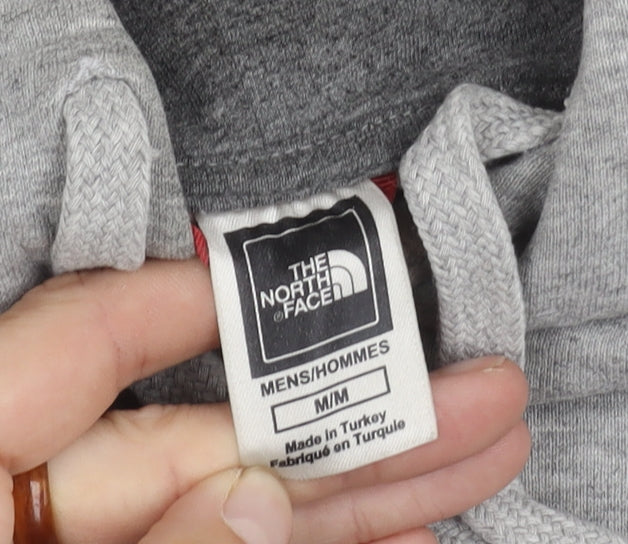 THE
NORTH
®FACE
MENS/HOMMES
M/M
Made in Turkey
Fabriqué en Turquie